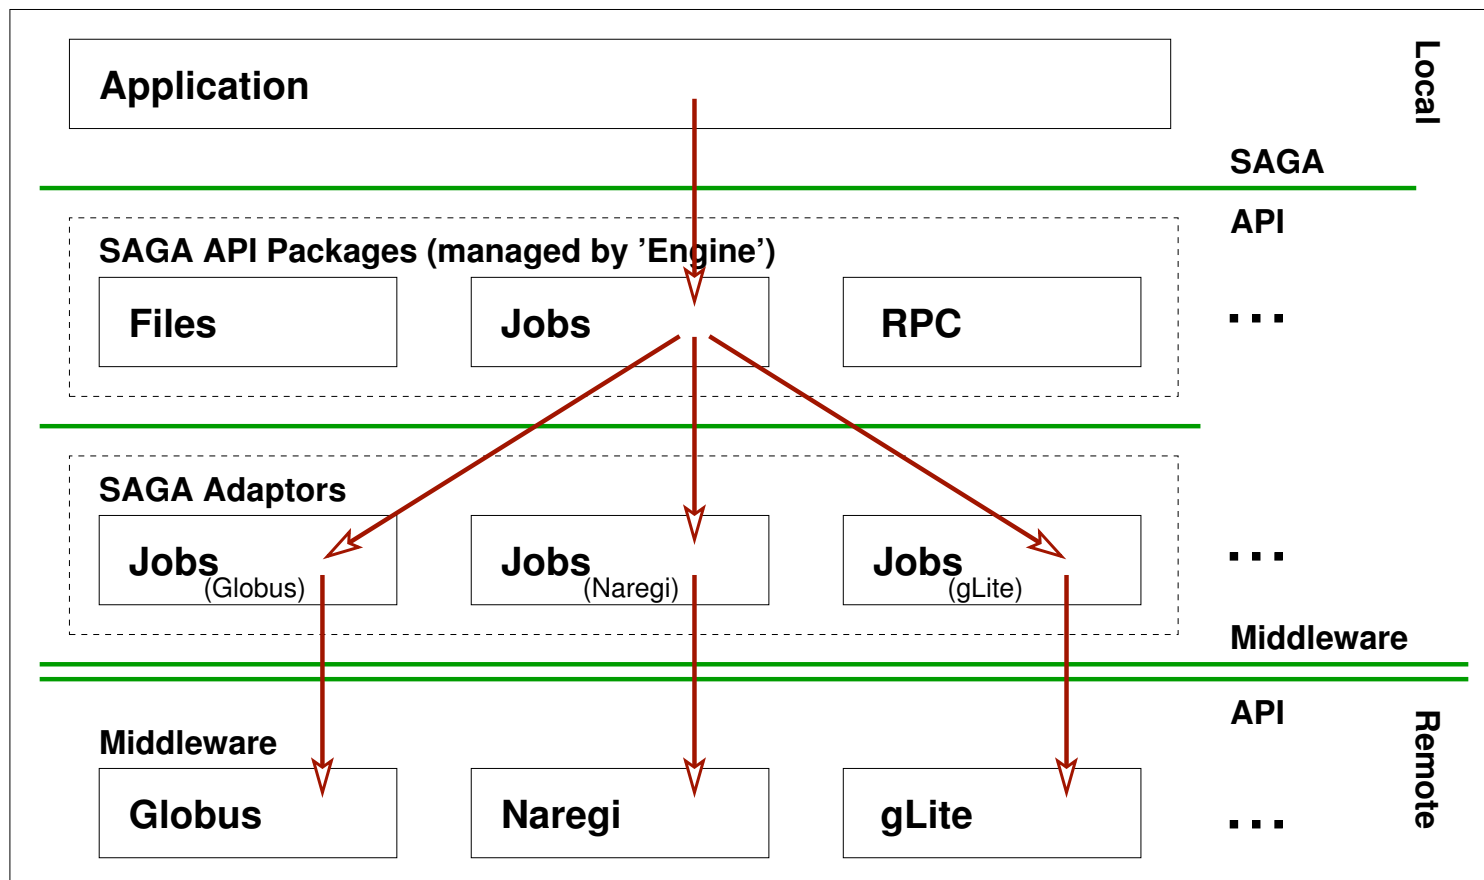 Application
Local
SAGA
API
SAGA API Packages (managed by ’Engine’)
Files
Jobs
RPC
...
SAGA Adaptors
Jobs
(Globus)
Jobs
(Naregi)
Jobs
(gLite)
...
Middleware
API
Remote
Middleware
Globus
Naregi
gLite
...